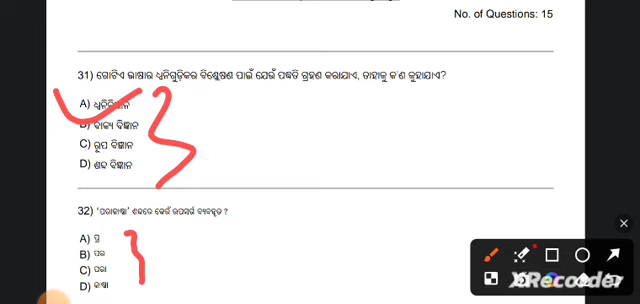 No. of Questions: 15
31) ଗୋଟିଏ ଭାଷାର ଧ୍ୱନିଗୁଡ଼ିକର ବିଶ୍ଳେଷଣ ପାଇଁ ଯେଉଁ ପଦ୍ଧତି ଗ୍ରହଣ କରାଯାଏ, ତାହାକୁ କ'ଣ କୁହାଯାଏ?
A) ଧ୍ୱନିବିଜ୍ଞାନ
B) ବାକ୍ୟ ବିଜ୍ଞାନ
C) ରୂପ ବିଜ୍ଞାନ
D) ଶବ୍ଦ ବିଜ୍ଞାନ
32) 'ପରାକାଷ୍ଠା' ଶବ୍ଦରେ କେଉଁ ଉପସର୍ଗ ବ୍ୟବହୃତ ?
A) ପ୍ର
B) ପର
C) ପରା
D) କାଷ୍ଠା
XRecorder